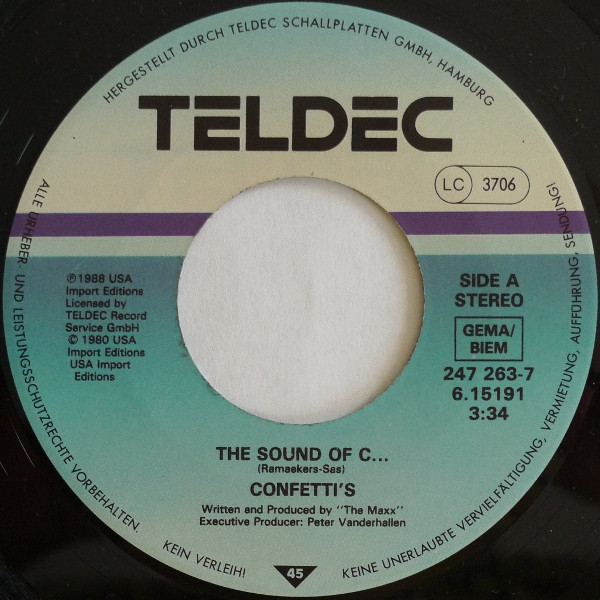 HERGESTELLT DURCH TELDEC SCHALLPLATTEN GMBH, HAMBURG
TELDEC
LC 3706
℗ 1988 USA
Import Editions
Licensed by
TELDEC Record
Service GmbH
© 1980 USA
Import Editions
USA Import
Editions
SIDE A
STEREO
GEMA/
BIEM
247 263-7
6.15191
3:34
THE SOUND OF C...
(Ramaekers-Sas)
CONFETTI'S
Written and Produced by "The Maxx"
Executive Producer: Peter Vanderhallen
ALLE URHEBER- UND LEISTUNGSSCHUTZRECHTE VORBEHALTEN.
KEIN VERLEIH!
45
KEINE UNERLAUBTE VERVIELFÄLTIGUNG, VERMIETUNG, AUFFÜHRUNG, SENDUNG!